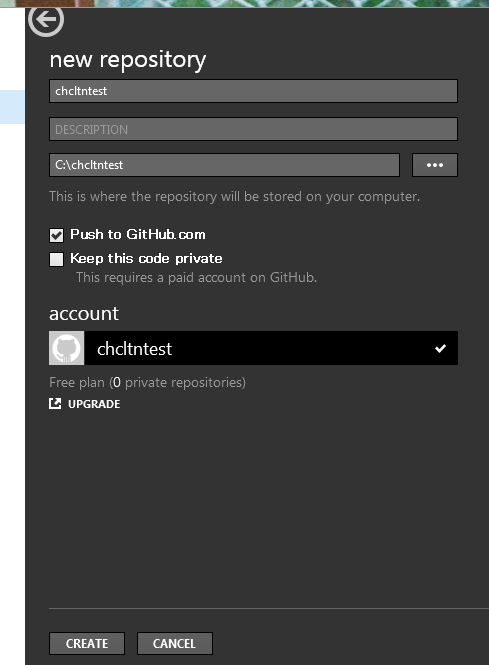 new repository
chcltntest
DESCRIPTION
C:\chcltntest
•••
This is where the repository will be stored on your computer.
Push to GitHub.com
Keep this code private
This requires a paid account on GitHub.
account
chcltntest
Free plan (0 private repositories)
UPGRADE
CREATE
CANCEL